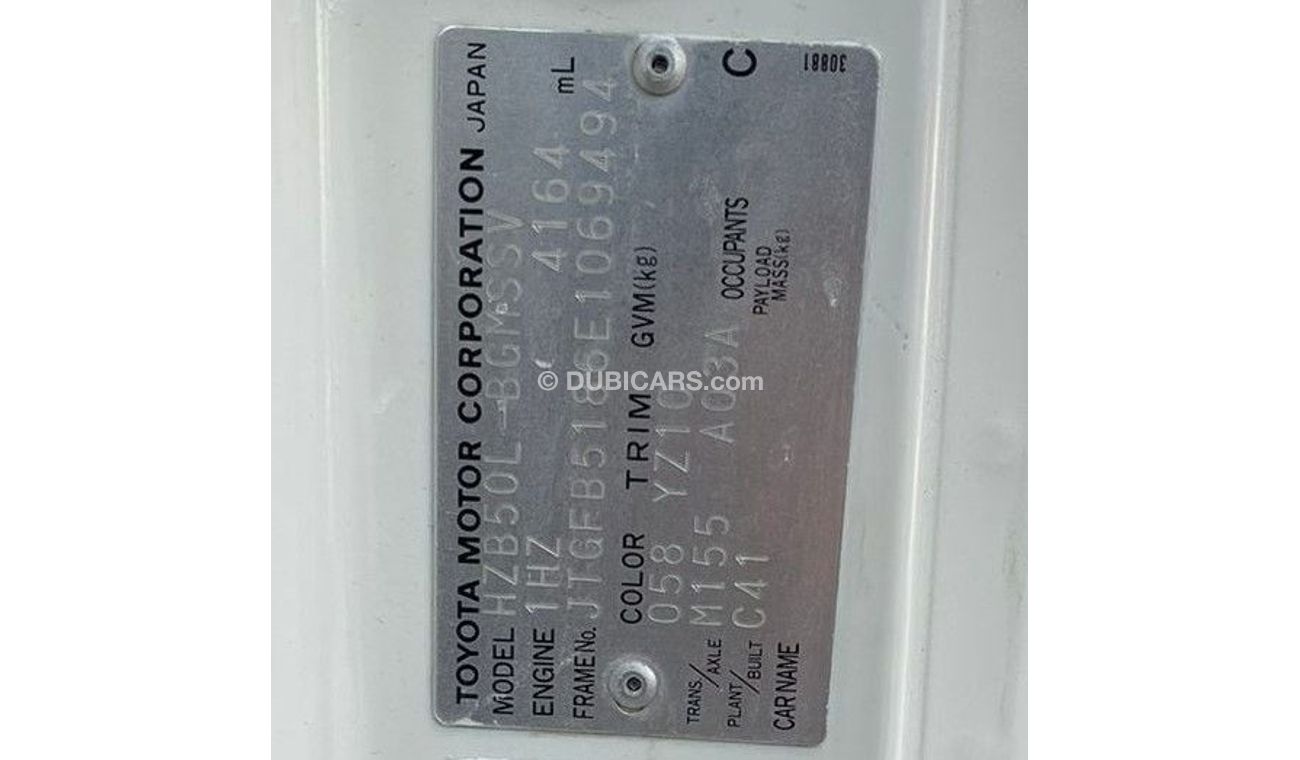 TOYOTA MOTOR CORPORATION JAPAN
MODEL HZB50L-BGMSSV
ENGINE 1HZ 4164 mL
FRAME No. JTGFB5186E1069494
COLOR TRIM GVM(kg)
058 YZ10
TRANS/AXLE M155 A03A
PLANT/BUILT C41
OCCUPANTS C
PAYLOAD
MASS(kg)
CAR NAME
30881
© DUBICARS.com